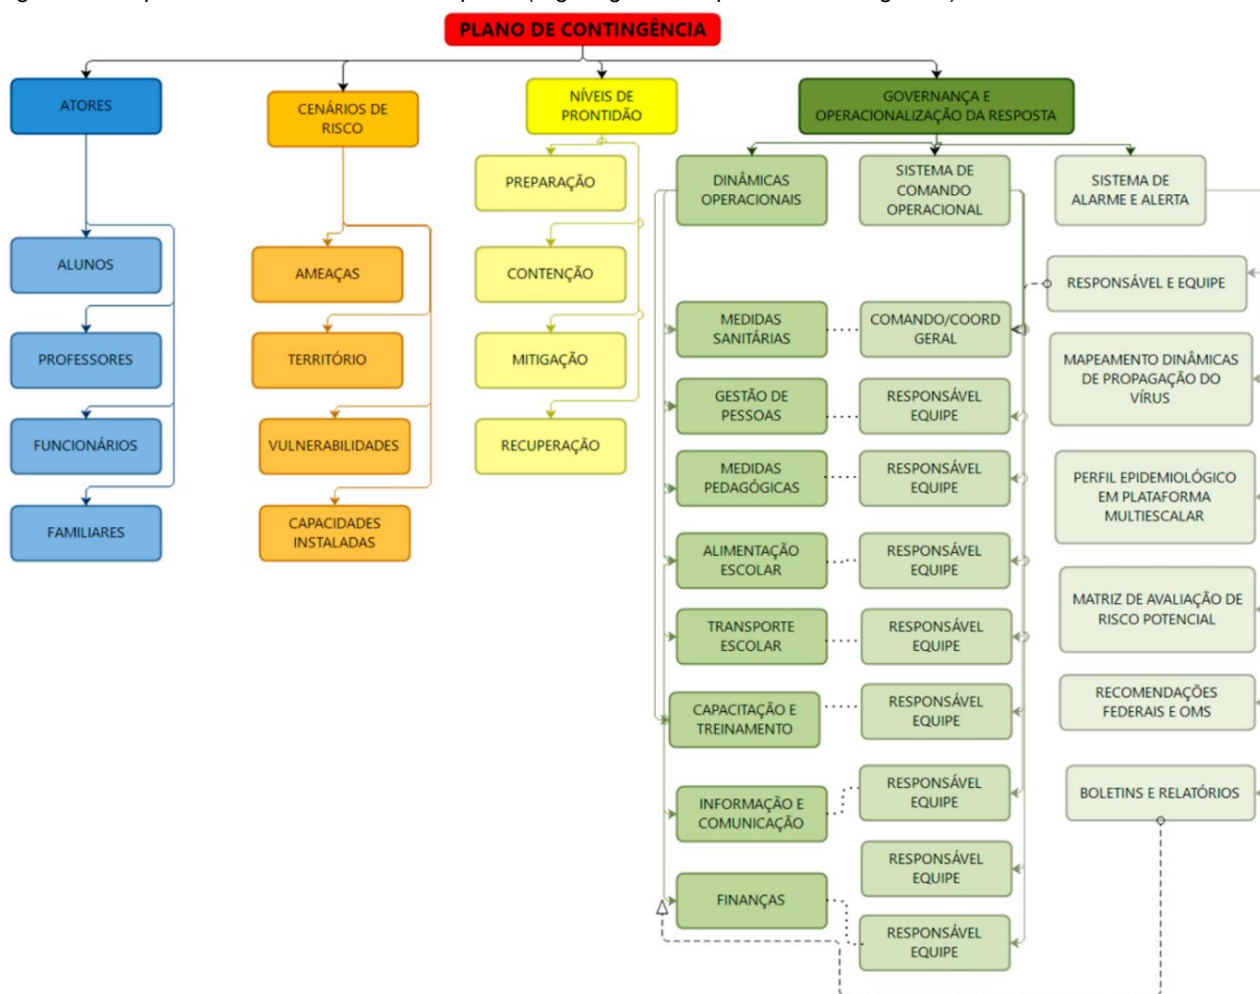 PLANO DE CONTINGÊNCIA
ATORES
ALUNOS
PROFESSORES
FUNCIONÁRIOS
FAMILIARES
CENÁRIOS DE
RISCO
AMEAÇAS
TERRITÓRIO
VULNERABILIDADES
CAPACIDADES
INSTALADAS
NÍVEIS DE
PRONTIDÃO
PREPARAÇÃO
CONTENÇÃO
MITIGAÇÃO
RECUPERAÇÃO
GOVERNANÇA E
OPERACIONALIZAÇÃO DA RESPOSTA
DINÂMICAS
OPERACIONAIS
MEDIDAS
SANITÁRIAS
GESTÃO DE
PESSOAS
MEDIDAS
PEDAGÓGICAS
ALIMENTAÇÃO
ESCOLAR
TRANSPORTE
ESCOLAR
CAPACITAÇÃO E
TREINAMENTO
INFORMAÇÃO E
COMUNICAÇÃO
FINANÇAS
SISTEMA DE
COMANDO
OPERACIONAL
COMANDO/COORD
GERAL
RESPONSÁVEL
EQUIPE
RESPONSÁVEL
EQUIPE
RESPONSÁVEL
EQUIPE
RESPONSÁVEL
EQUIPE
RESPONSÁVEL
EQUIPE
RESPONSÁVEL
EQUIPE
RESPONSÁVEL
EQUIPE
RESPONSÁVEL
EQUIPE
SISTEMA DE
ALARME E ALERTA
RESPONSÁVEL E EQUIPE
MAPEAMENTO DINÂMICAS
DE PROPAGAÇÃO DO
VÍRUS
PERFIL EPIDEMIOLÓGICO
EM PLATAFORMA
MULTIESCALAR
MATRIZ DE AVALIAÇÃO DE
RISCO POTENCIAL
RECOMENDAÇÕES
FEDERAIS E OMS
BOLETINS E RELATÓRIOS